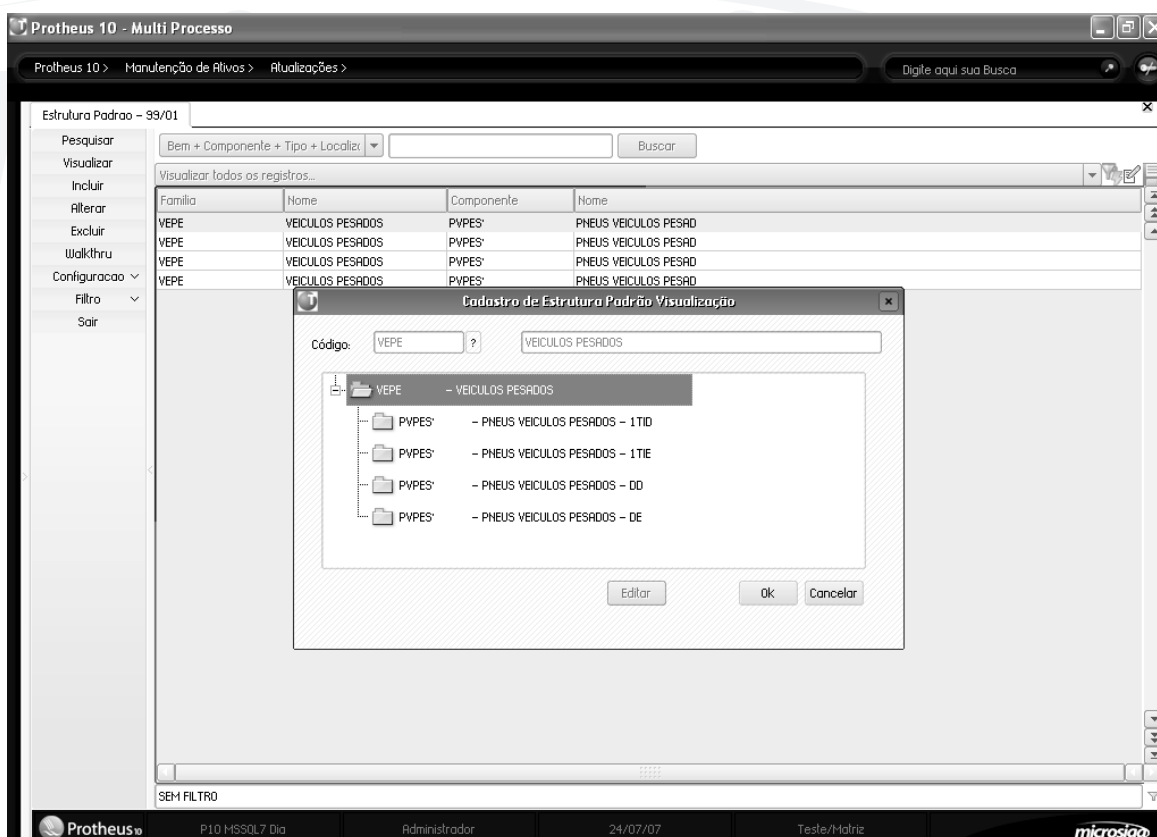 Protheus 10 - Multi Processo
Protheus 10 > Manutenção de Ativos > Atualizações >
Digite aqui sua Busca
Estrutura Padrao - 99/01
Pesquisar
Visualizar
Incluir
Alterar
Excluir
Walkthru
Configuracao
Filtro
Sair
Bem + Componente + Tipo + Localiz
Buscar
Visualizar todos os registros...
Familia Nome Componente Nome
VEPE VEICULOS PESADOS PVPES' PNEUS VEICULOS PESAD
VEPE VEICULOS PESADOS PVPES' PNEUS VEICULOS PESAD
VEPE VEICULOS PESADOS PVPES' PNEUS VEICULOS PESAD
VEPE VEICULOS PESADOS PVPES' PNEUS VEICULOS PESAD
Cadastro de Estrutura Padrão Visualização
Código: VEPE ? VEICULOS PESADOS
VEPE - VEICULOS PESADOS
PVPES' - PNEUS VEICULOS PESADOS - 1TID
PVPES' - PNEUS VEICULOS PESADOS - 1TIE
PVPES' - PNEUS VEICULOS PESADOS - DD
PVPES' - PNEUS VEICULOS PESADOS - DE
Editar Ok Cancelar
SEM FILTRO
Protheus 10 P10 MSSQL7 Dia Administrador 24/07/07 Teste/Matriz microsiga